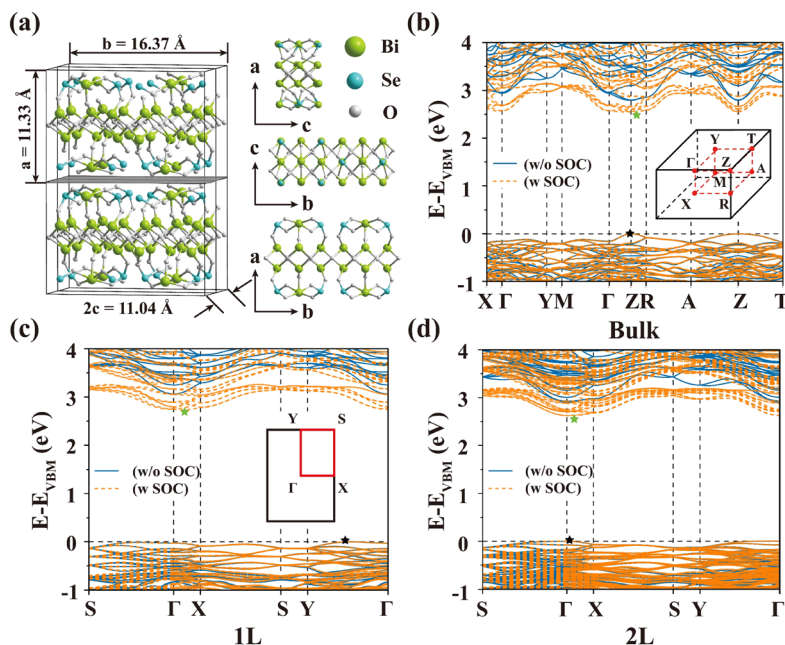 (a)
b = 16.37 Å
a = 11.33 Å
2c = 11.04 Å
a
c
c
b
a
b
Bi
Se
O
(b)
E-E_VBM (eV)
4
3
2
1
0
-1
(w/o SOC)
(w SOC)
Y T
Γ Z A
M
X R
X Γ Y M Γ Z R A Z T
Bulk
(c)
E-E_VBM (eV)
4
3
2
1
0
-1
(w/o SOC)
(w SOC)
Y S
Γ X
S Γ X S Y Γ
1L
(d)
E-E_VBM (eV)
4
3
2
1
0
-1
(w/o SOC)
(w SOC)
S Γ X S Y Γ
2L